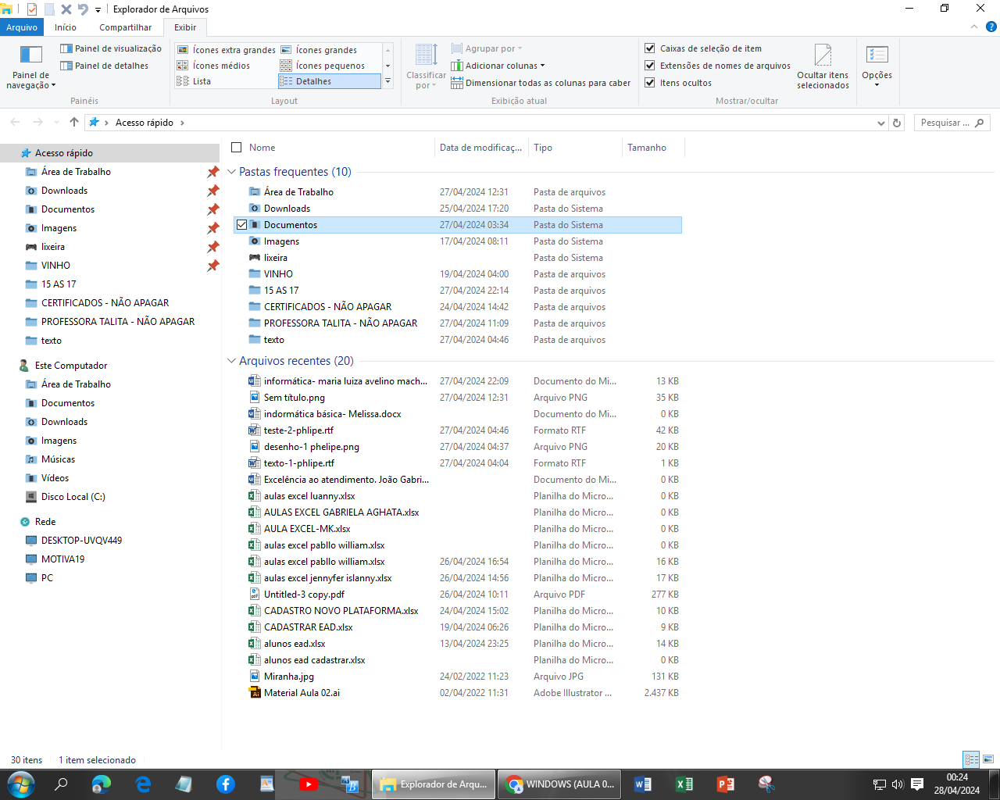 Explorador de Arquivos
Arquivo Início Compartilhar Exibir
Painel de navegação
Painel de visualização
Painel de detalhes
Painéis
Ícones extra grandes Ícones grandes
Ícones médios Ícones pequenos
Lista Detalhes
Layout
Classificar por
Agrupar por
Adicionar colunas
Dimensionar todas as colunas para caber
Exibição atual
Caixas de seleção de item
Extensões de nomes de arquivos
Itens ocultos
Ocultar itens selecionados
Mostrar/ocultar
Opções
Acesso rápido
Pesquisar ...
Acesso rápido
Área de Trabalho
Downloads
Documentos
Imagens
lixeira
VINHO
15 AS 17
CERTIFICADOS - NÃO APAGAR
PROFESSORA TALITA - NÃO APAGAR
texto
Este Computador
Área de Trabalho
Documentos
Downloads
Imagens
Músicas
Vídeos
Disco Local (C:)
Rede
DESKTOP-UVQV449
MOTIVA19
PC
Nome Data de modificaç... Tipo Tamanho
Pastas frequentes (10)
Área de Trabalho 27/04/2024 12:31 Pasta de arquivos
Downloads 25/04/2024 17:20 Pasta do Sistema
Documentos 27/04/2024 03:34 Pasta do Sistema
Imagens 17/04/2024 08:11 Pasta do Sistema
lixeira Pasta do Sistema
VINHO 19/04/2024 04:00 Pasta de arquivos
15 AS 17 27/04/2024 22:14 Pasta de arquivos
CERTIFICADOS - NÃO APAGAR 24/04/2024 14:42 Pasta de arquivos
PROFESSORA TALITA - NÃO APAGAR 27/04/2024 11:09 Pasta de arquivos
texto 27/04/2024 04:46 Pasta de arquivos
Arquivos recentes (20)
informática- maria luiza avelino mach... 27/04/2024 22:09 Documento do Mi... 13 KB
Sem título.png 27/04/2024 12:31 Arquivo PNG 35 KB
indormática básica- Melissa.docx Documento do Mi... 0 KB
teste-2-phlipe.rtf 27/04/2024 04:46 Formato RTF 42 KB
desenho-1 phelipe.png 27/04/2024 04:37 Arquivo PNG 20 KB
texto-1-phlipe.rtf 27/04/2024 04:04 Formato RTF 1 KB
Excelência ao atendimento. João Gabri... Documento do Mi... 0 KB
aulas excel luanny.xlsx Planilha do Micro... 0 KB
AULAS EXCEL GABRIELA AGHATA.xlsx Planilha do Micro... 0 KB
AULA EXCEL-MK.xlsx Planilha do Micro... 0 KB
aulas excel pabllo william.xlsx Planilha do Micro... 0 KB
aulas excel pabllo william.xlsx 26/04/2024 16:54 Planilha do Micro... 16 KB
aulas excel jennyfer islanny.xlsx 26/04/2024 14:56 Planilha do Micro... 17 KB
Untitled-3 copy.pdf 26/04/2024 10:11 Arquivo PDF 277 KB
CADASTRO NOVO PLATAFORMA.xlsx 24/04/2024 15:02 Planilha do Micro... 10 KB
CADASTRAR EAD.xlsx 19/04/2024 06:26 Planilha do Micro... 9 KB
alunos ead.xlsx 13/04/2024 23:25 Planilha do Micro... 14 KB
alunos ead cadastrar.xlsx Planilha do Micro... 0 KB
Miranha.jpg 24/02/2022 11:23 Arquivo JPG 131 KB
Material Aula 02.ai 02/04/2022 11:31 Adobe Illustrator ... 2.437 KB
30 itens 1 item selecionado
Explorador de Arqu... WINDOWS (AULA 0...
00:24
28/04/2024